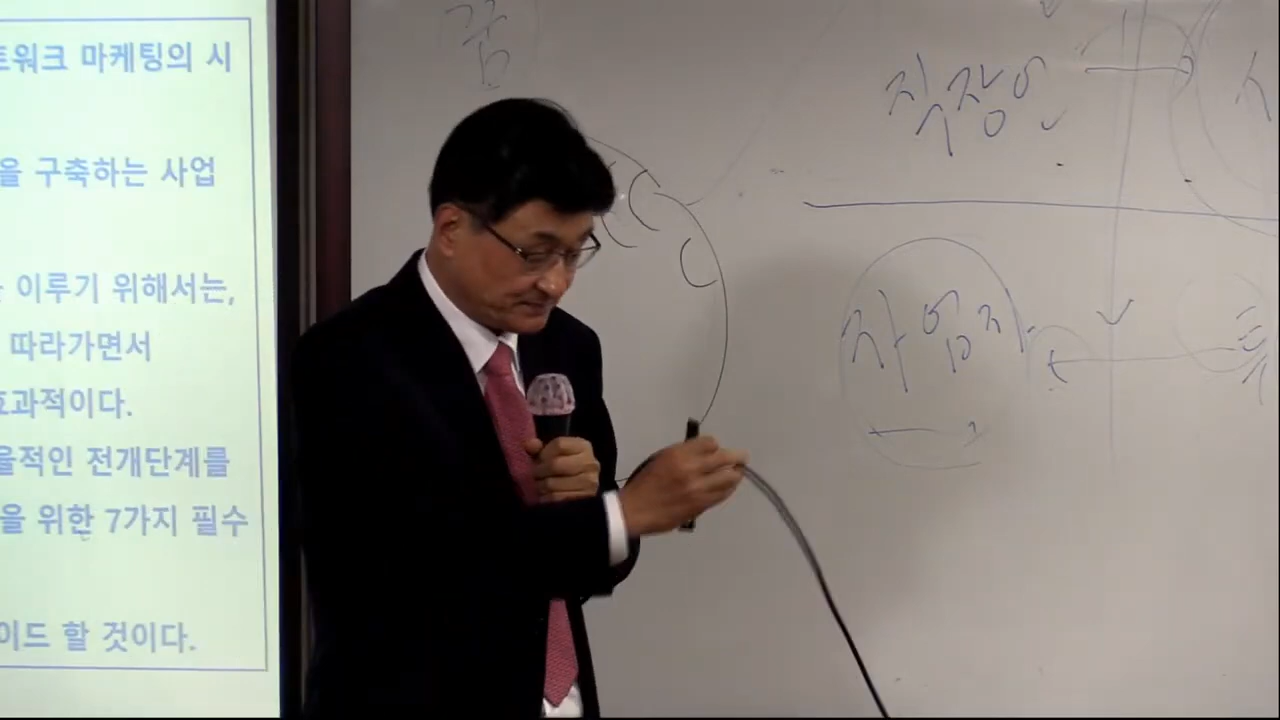 트워크 마케팅의 시
을 구축하는 사업
이루기 위해서는,
따라가면서
효과적이다.
율적인 전개단계를
을 위한 7가지 필수
이드 할 것이다.
꿈
직장인
자영업자